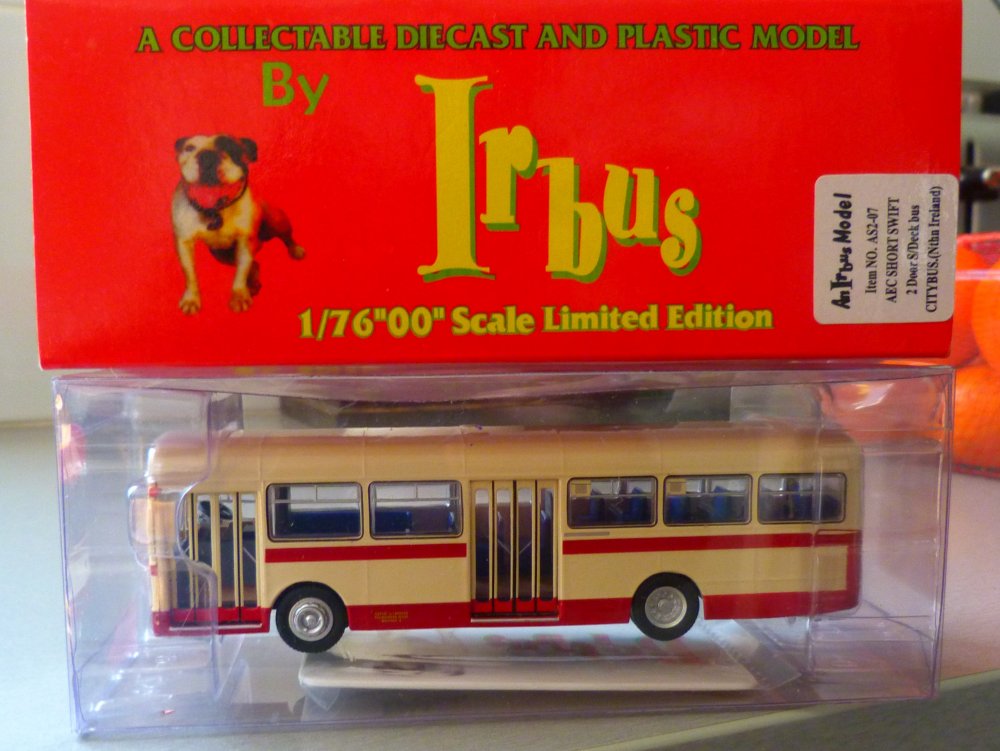 A COLLECTABLE DIECAST AND PLASTIC MODEL
By
Irbus
1/76"00" Scale Limited Edition
An Irbus Model
Item NO. AS2-07
AEC SHORT SWIFT
2 Door S/Deck bus
CITYBUS,(Nthn Ireland)